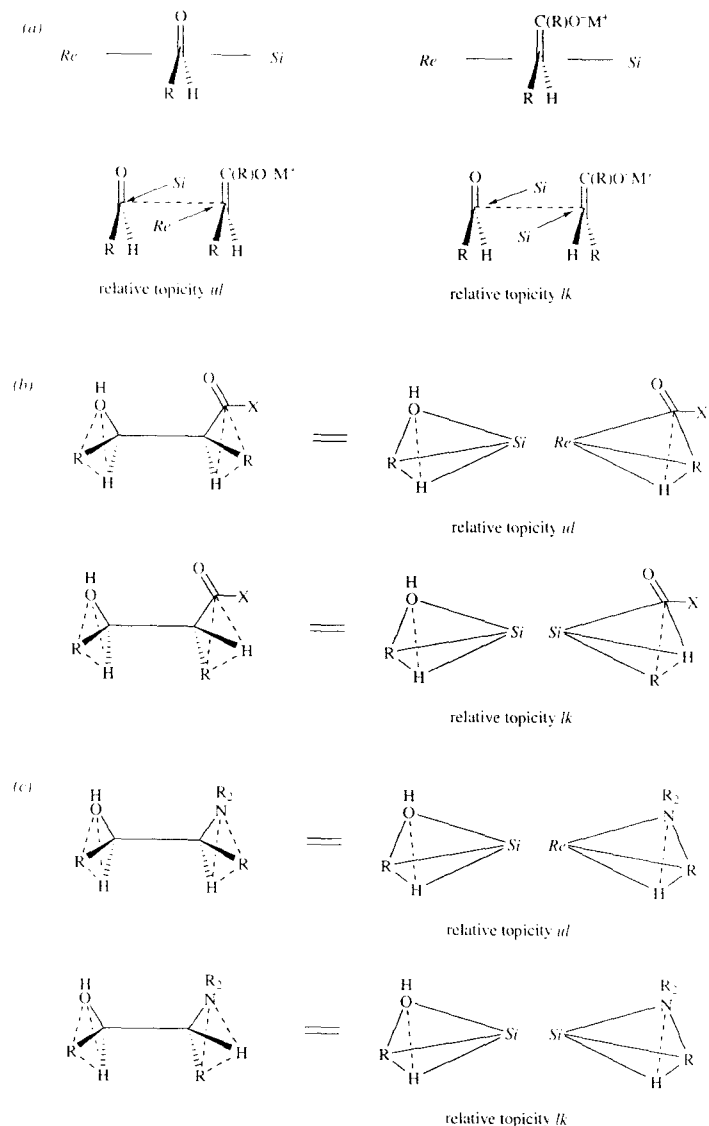 (a)
O
C(R)O⁻M⁺
Re
Si
Re
Si
R H
R H
O
Si
C(R)O⁻M⁺
Re
R H
R H
relative topicity ul
O
Si
C(R)O⁻M⁺
Si
R H
H R
relative topicity lk
(b)
H
O
O
X
R
H
H
R
=
H
O
O
X
R
H
Si
Re
H
R
relative topicity ul
H
O
O
X
R
H
R
H
=
H
O
O
X
R
H
Si
Si
R
H
relative topicity lk
(c)
H
O
R₂
N
R
H
H
R
=
H
O
R₂
N
R
H
Si
Re
H
R
relative topicity ul
H
O
R₂
N
R
H
R
H
=
H
O
R₂
N
R
H
Si
Si
H
R
relative topicity lk